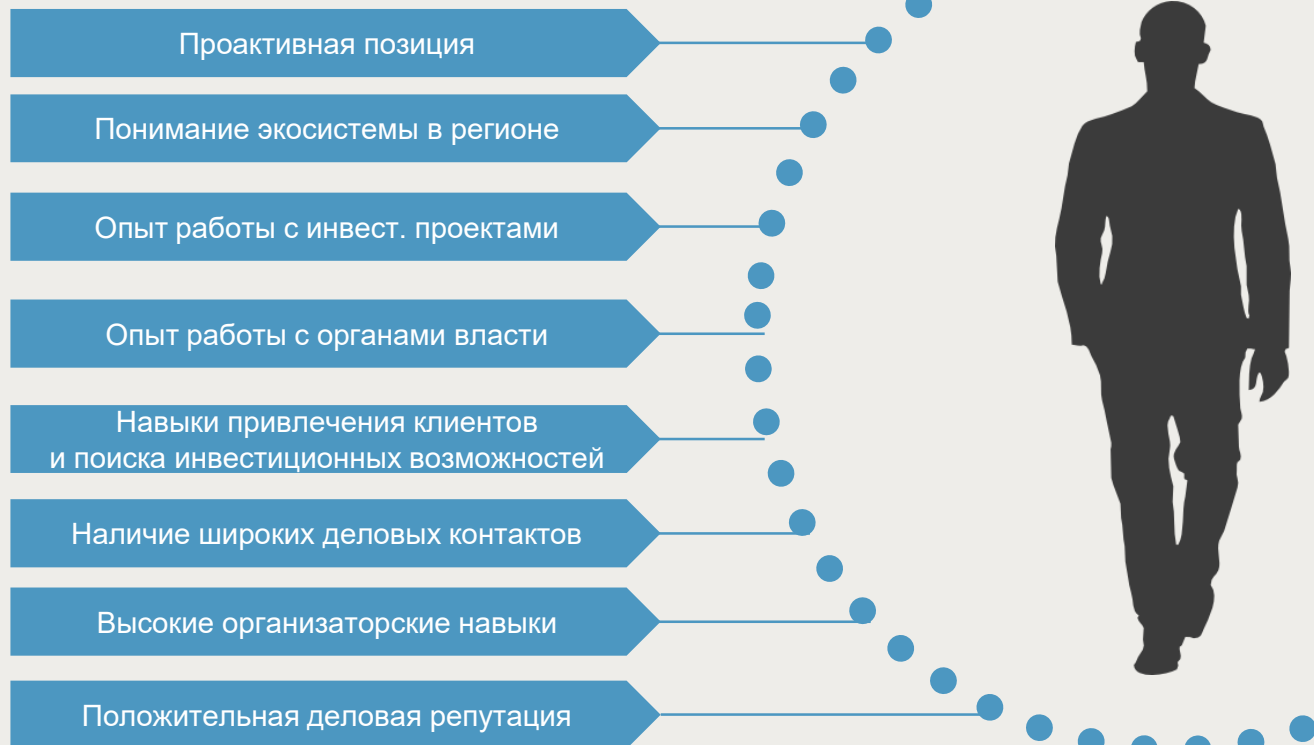 Проактивная позиция
Понимание экосистемы в регионе
Опыт работы с инвест. проектами
Опыт работы с органами власти
Навыки привлечения клиентов
и поиска инвестиционных возможностей
Наличие широких деловых контактов
Высокие организаторские навыки
Положительная деловая репутация